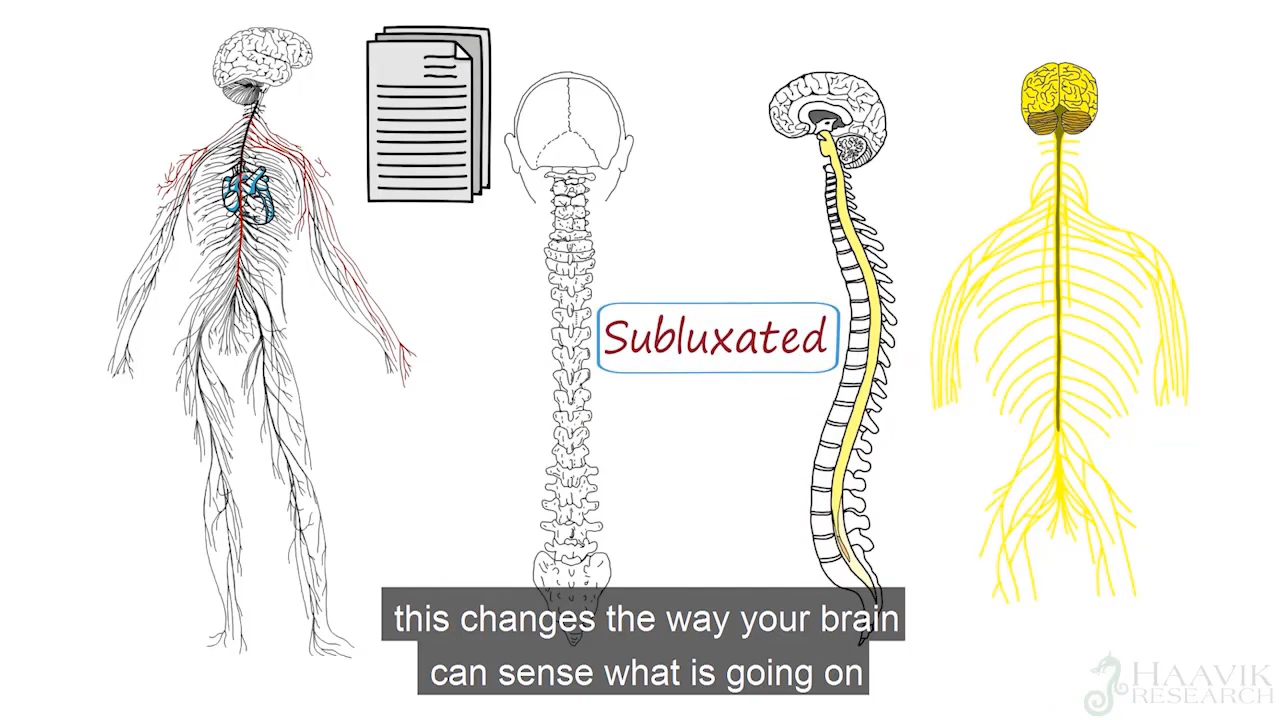 Subluxated
this changes the way your brain
can sense what is going on
HAAVIK
RESEARCH